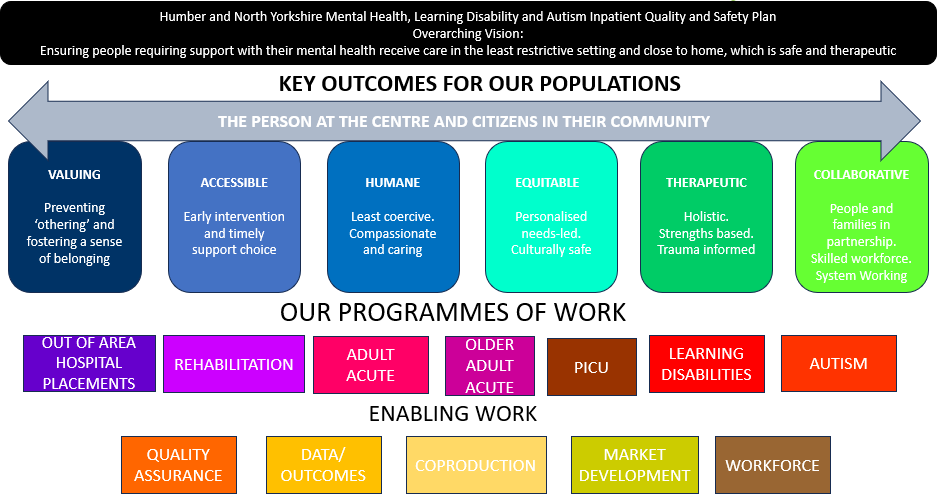 Humber and North Yorkshire Mental Health, Learning Disability and Autism Inpatient Quality and Safety Plan
Overarching Vision:
Ensuring people requiring support with their mental health receive care in the least restrictive setting and close to home, which is safe and therapeutic
KEY OUTCOMES FOR OUR POPULATIONS
THE PERSON AT THE CENTRE AND CITIZENS IN THEIR COMMUNITY
VALUING
Preventing
‘othering’ and
fostering a sense
of belonging
ACCESSIBLE
Early intervention
and timely
support choice
HUMANE
Least coercive.
Compassionate
and caring
EQUITABLE
Personalised
needs-led.
Culturally safe
THERAPEUTIC
Holistic.
Strengths based.
Trauma informed
COLLABORATIVE
People and
families in
partnership.
Skilled workforce.
System Working
OUR PROGRAMMES OF WORK
OUT OF AREA
HOSPITAL
PLACEMENTS
REHABILITATION
ADULT
ACUTE
OLDER
ADULT
ACUTE
PICU
LEARNING
DISABILITIES
AUTISM
ENABLING WORK
QUALITY
ASSURANCE
DATA/
OUTCOMES
COPRODUCTION
MARKET
DEVELOPMENT
WORKFORCE